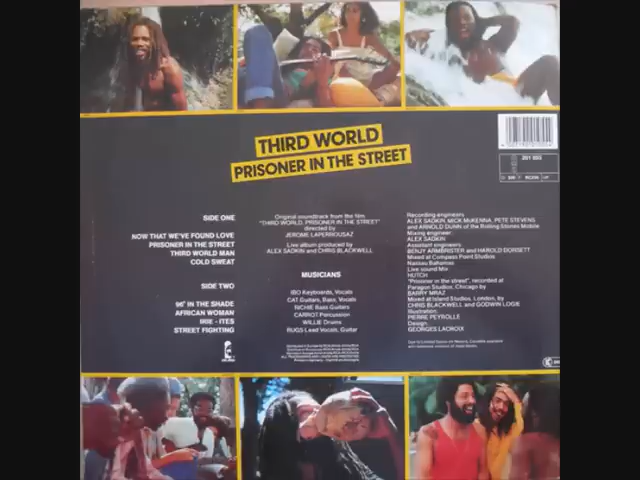 THIRD WORLD
PRISONER IN THE STREET
SIDE ONE
NOW THAT WE'VE FOUND LOVE
PRISONER IN THE STREET
THIRD WORLD MAN
COLD SWEAT
SIDE TWO
96° IN THE SHADE
AFRICAN WOMAN
IRIE - ITES
STREET FIGHTING
Original soundtrack from the film
"THIRD WORLD, PRISONER IN THE STREET"
directed by
JEROME LAPERROUSAZ
Live album produced by
ALEX SADKIN and CHRIS BLACKWELL
MUSICIANS
IBO Keyboards, Vocals
CAT Guitars, Bass, Vocals
RICHIE Bass Guitars
CARROT Percussion
WILLIE Drums
RUGS Lead Vocals, Guitar
Recording engineers
ALEX SADKIN, MICK McKENNA, PETE STEVENS
and ARNOLD DUNN of the Rolling Stones Mobile
Mixing engineer
ALEX SADKIN
Assistant engineers
BENJY ARMBRISTER and HAROLD DORSETT
Mixed at Compass Point Studios
Nassau Bahamas
Live sound Mix
HUTCH
"Prisoner in the street", recorded at
Paragon Studios, Chicago by
BARRY MRAZ
Mixed at Island Studios, London, by
CHRIS BLACKWELL and GODWIN LOGIE
Illustration:
PIERRE PEYROLLE
Design:
GEORGES LACROIX